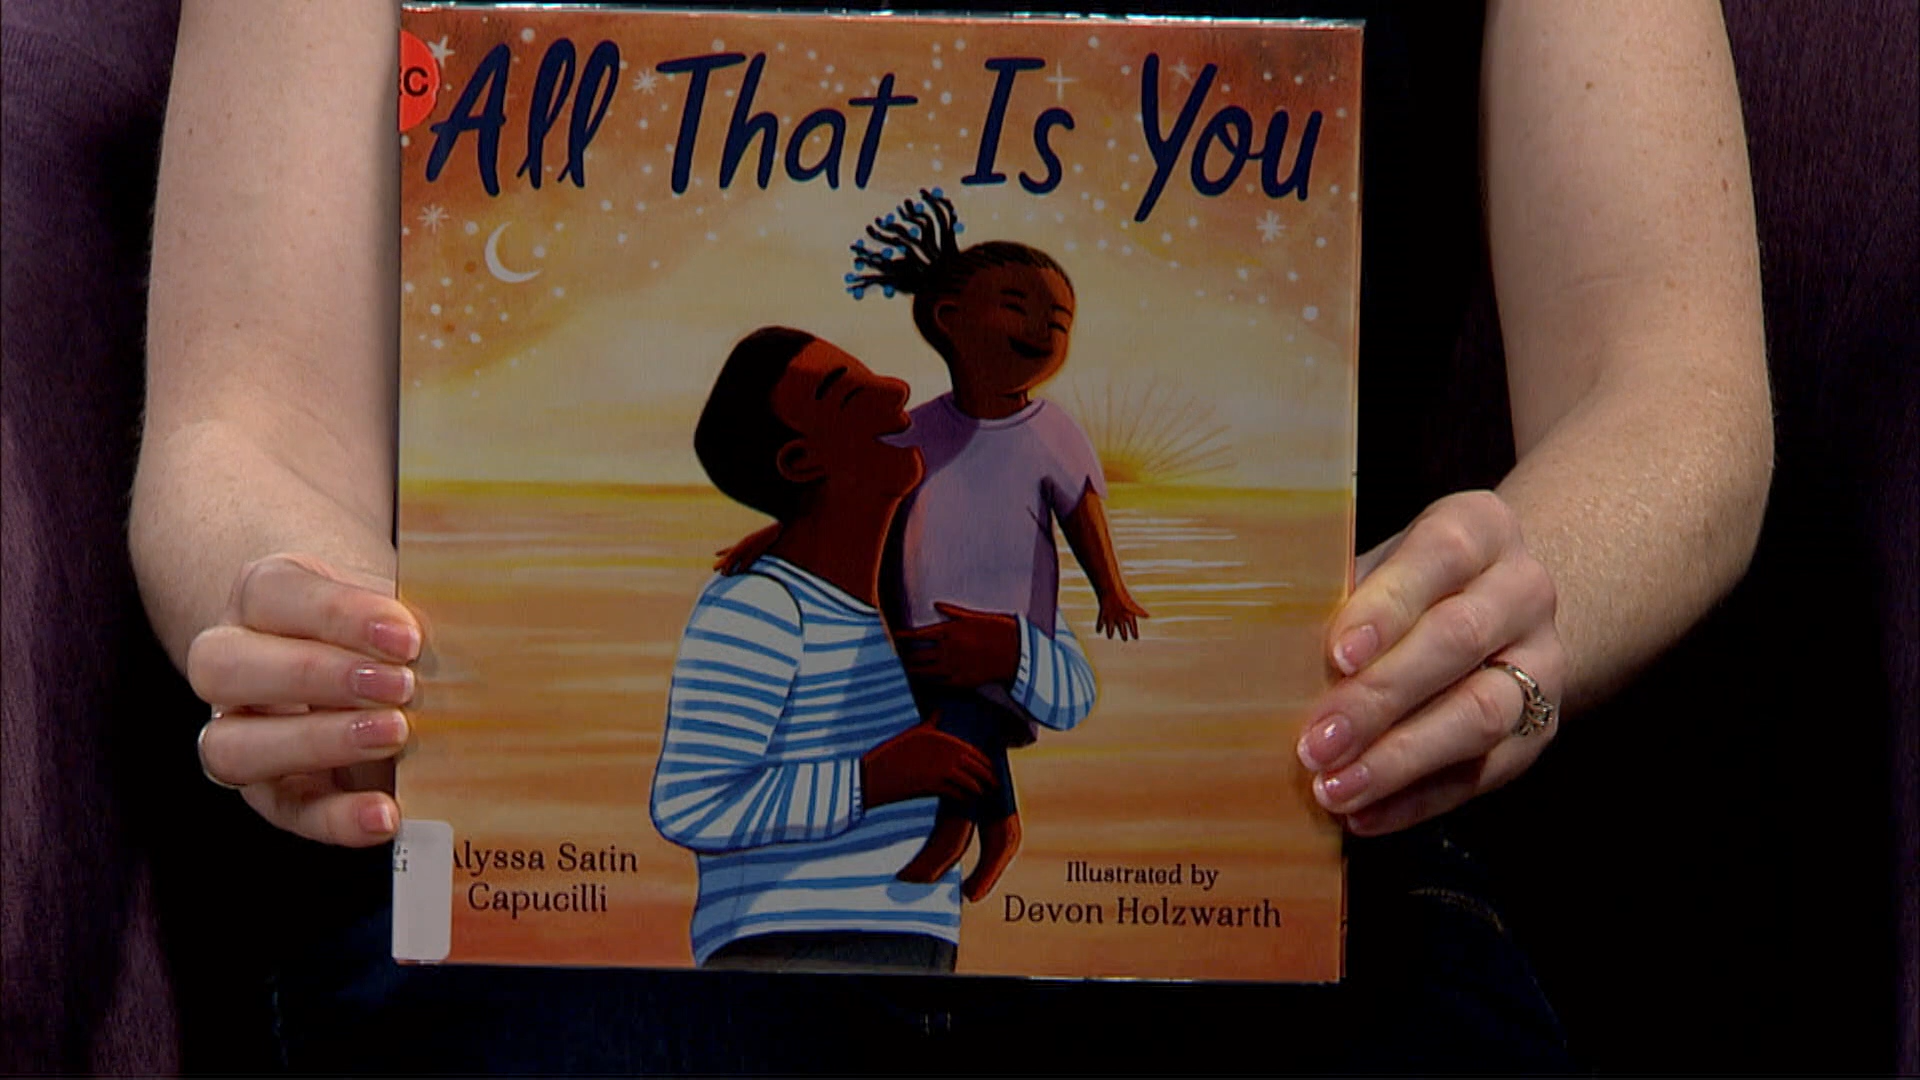 All That Is You
Alyssa Satin
Capucilli
Illustrated by
Devon Holzwarth